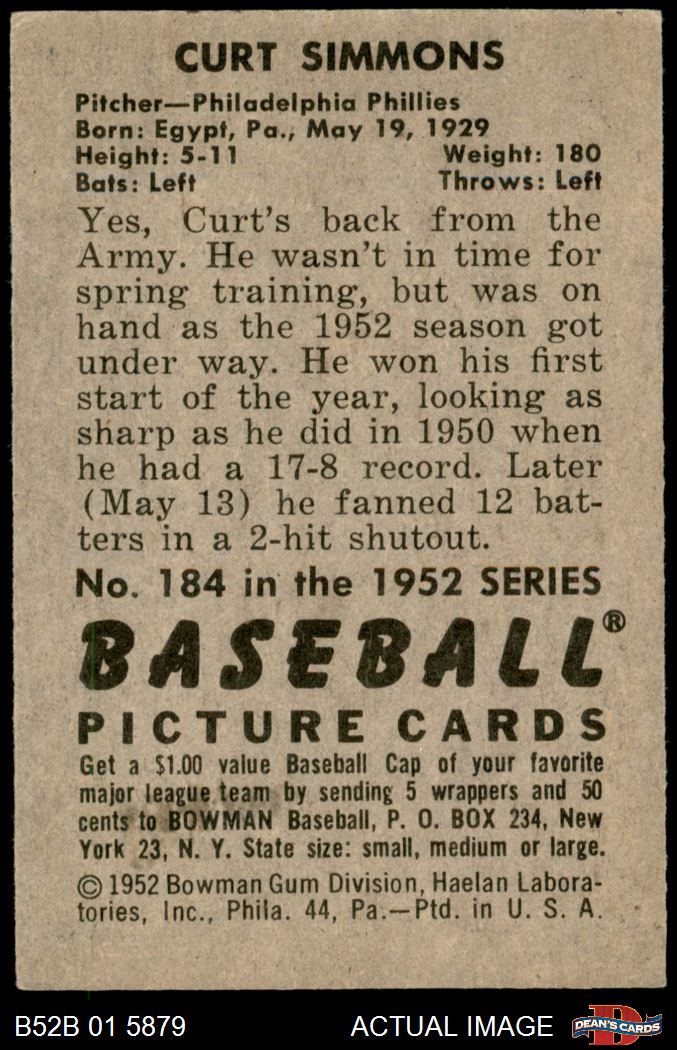 CURT SIMMONS
Pitcher—Philadelphia Phillies
Born: Egypt, Pa., May 19, 1929
Height: 5-11 Weight: 180
Bats: Left Throws: Left
Yes, Curt's back from the
Army. He wasn't in time for
spring training, but was on
hand as the 1952 season got
under way. He won his first
start of the year, looking as
sharp as he did in 1950 when
he had a 17-8 record. Later
(May 13) he fanned 12 bat-
ters in a 2-hit shutout.
No. 184 in the 1952 SERIES
BASEBALL®
PICTURE CARDS
Get a $1.00 value Baseball Cap of your favorite
major league team by sending 5 wrappers and 50
cents to BOWMAN Baseball, P. O. BOX 234, New
York 23, N. Y. State size: small, medium or large.
© 1952 Bowman Gum Division, Haelan Labora-
tories, Inc., Phila. 44, Pa.—Ptd. in U. S. A.
B52B 01 5879 ACTUAL IMAGE D DEAN'S CARDS